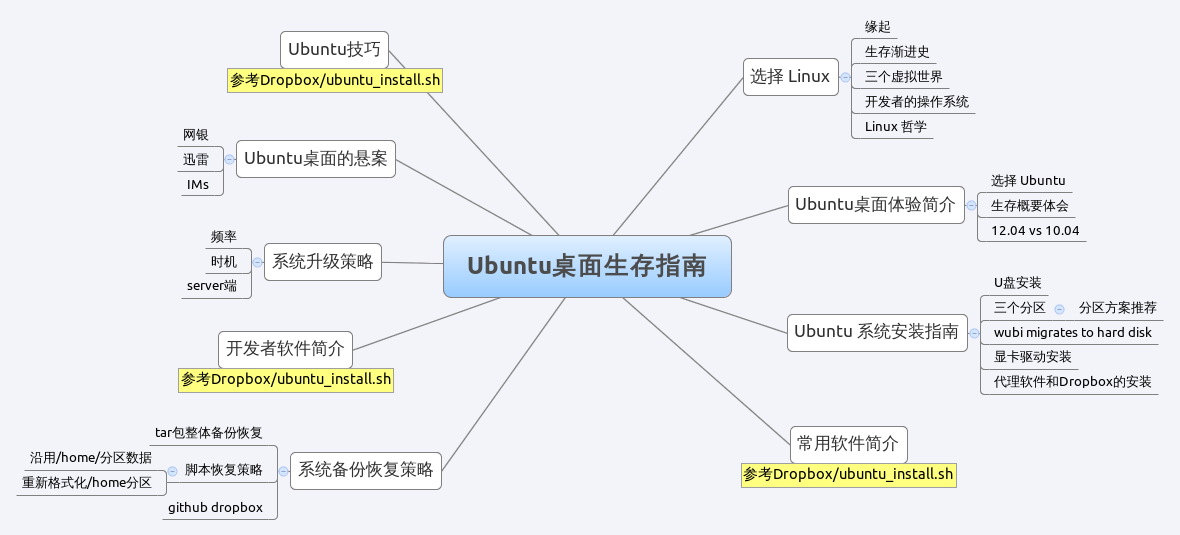 Ubuntu桌面生存指南
选择 Linux
缘起
生存渐进史
三个虚拟世界
开发者的操作系统
Linux 哲学
Ubuntu桌面体验简介
选择 Ubuntu
生存概要体会
12.04 vs 10.04
Ubuntu 系统安装指南
U盘安装
三个分区
分区方案推荐
wubi migrates to hard disk
显卡驱动安装
代理软件和Dropbox的安装
常用软件简介
参考Dropbox/ubuntu_install.sh
Ubuntu技巧
参考Dropbox/ubuntu_install.sh
Ubuntu桌面的悬案
网银
迅雷
IMs
系统升级策略
频率
时机
server端
开发者软件简介
参考Dropbox/ubuntu_install.sh
系统备份恢复策略
tar包整体备份恢复
脚本恢复策略
沿用/home/分区数据
重新格式化/home分区
github dropbox